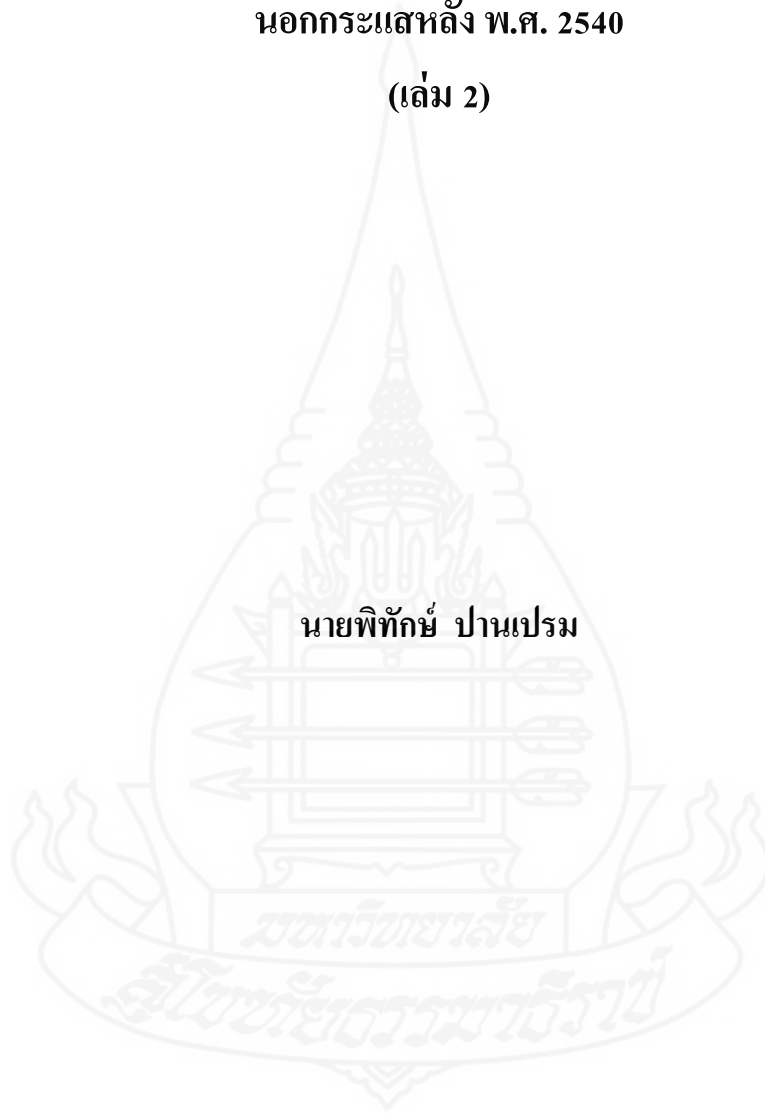 นอกกระแสหลัง พ.ศ. 2540
(เล่ม 2)
นายพิทักษ์ ปานเปรม
มหาวิทยาลัย
สุโขทัยธรรมาธิราช